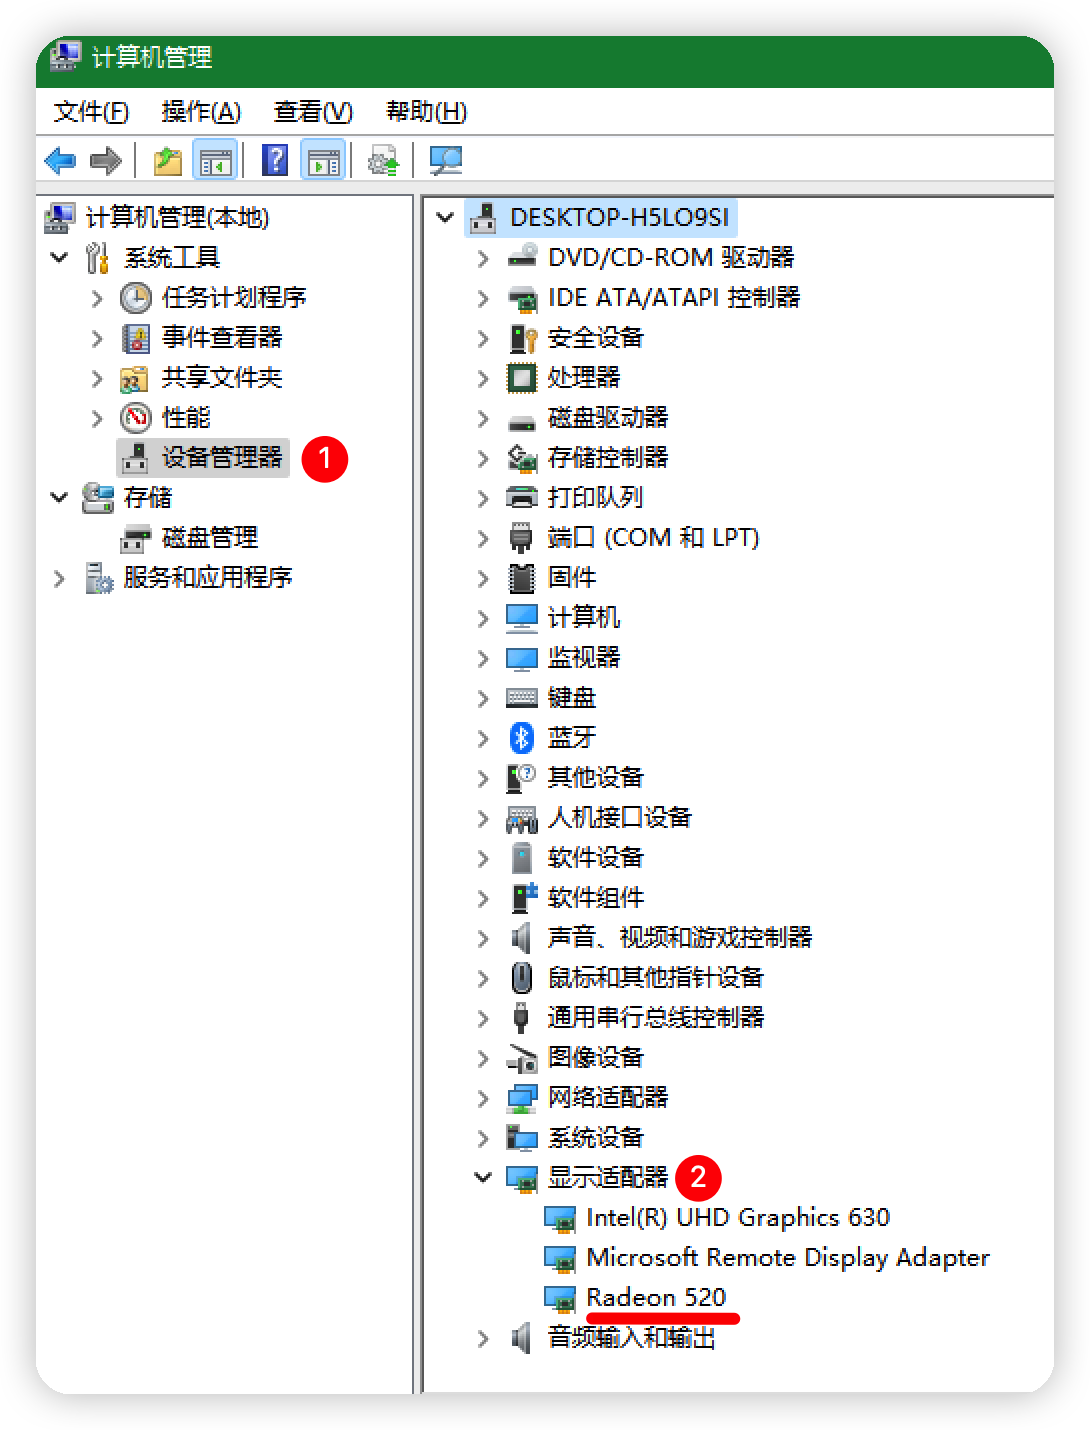 计算机管理
文件(F) 操作(A) 查看(V) 帮助(H)
计算机管理(本地)
系统工具
任务计划程序
事件查看器
共享文件夹
性能
设备管理器 1
存储
磁盘管理
服务和应用程序
DESKTOP-H5LO9SI
DVD/CD-ROM 驱动器
IDE ATA/ATAPI 控制器
安全设备
处理器
磁盘驱动器
存储控制器
打印队列
端口 (COM 和 LPT)
固件
计算机
监视器
键盘
蓝牙
其他设备
人机接口设备
软件设备
软件组件
声音、视频和游戏控制器
鼠标和其他指针设备
通用串行总线控制器
图像设备
网络适配器
系统设备
显示适配器 2
Intel(R) UHD Graphics 630
Microsoft Remote Display Adapter
Radeon 520
音频输入和输出